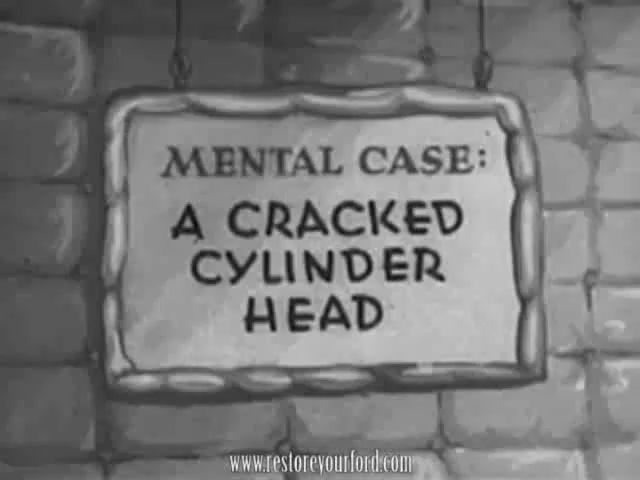 MENTAL CASE:
A CRACKED
CYLINDER
HEAD
www.restoreyourford.com